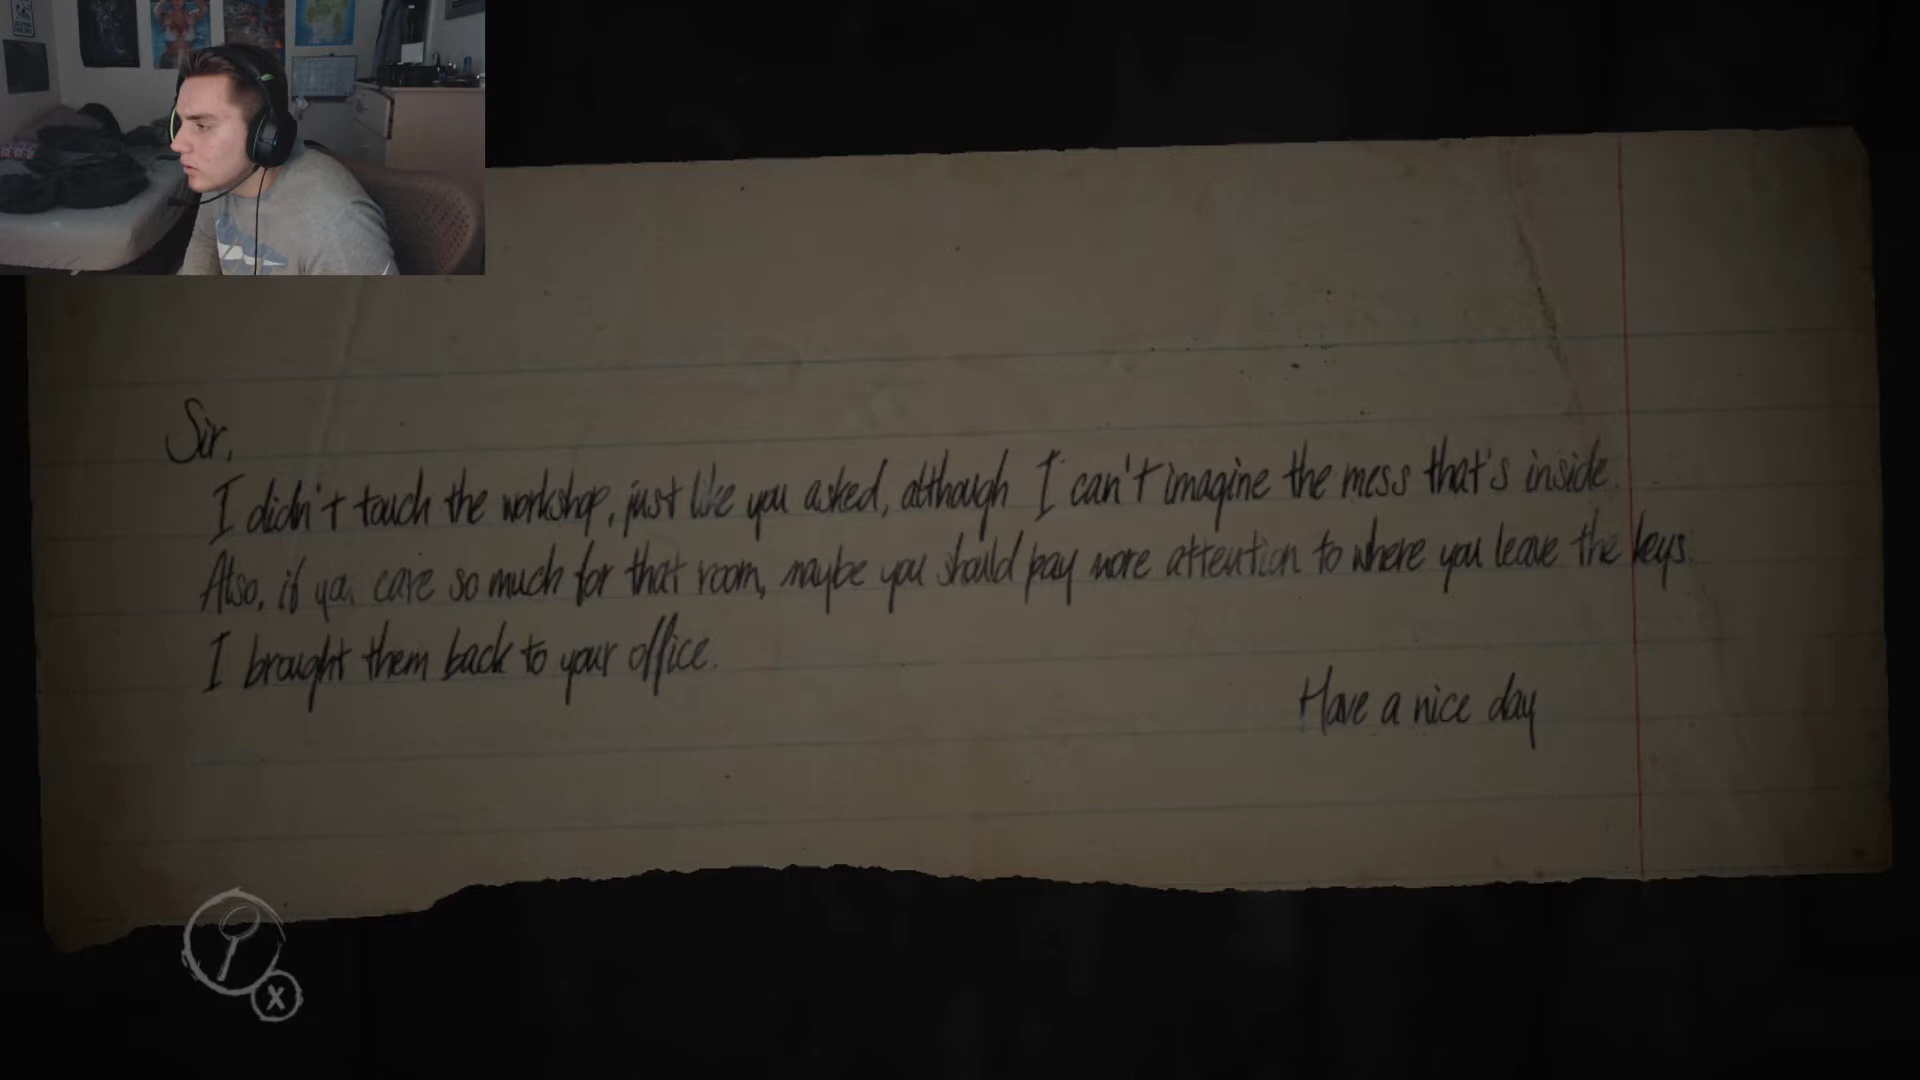 Sir,
I didn't touch the workshop, just like you asked, although I can't imagine the mess that's inside.
Also, if you care so much for that room, maybe you should pay more attention to where you leave the keys.
I brought them back to your office.
Have a nice day
X